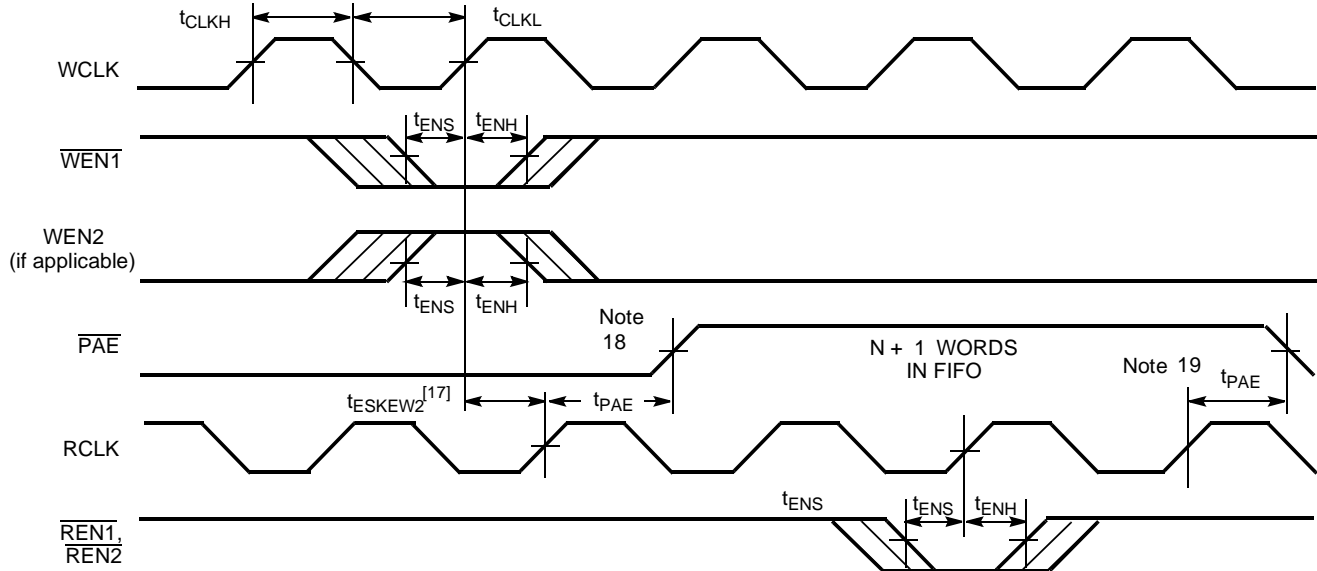 tCLKH
tCLKL
WCLK
tENS
tENH
WEN1
WEN2
(if applicable)
tENS
tENH
PAE
Note
18
N + 1 WORDS
IN FIFO
Note 19
tPAE
tESKEW2[17]
tPAE
RCLK
tENS
tENS
tENH
REN1,
REN2